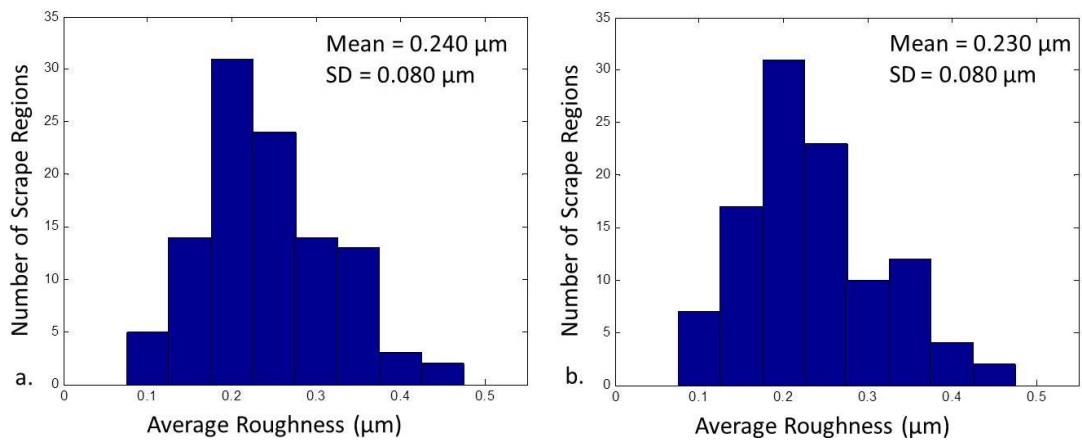 35
30
25
20
15
10
5
0
Number of Scrape Regions
Mean = 0.240 µm
SD = 0.080 µm
0
0.1
0.2
0.3
0.4
0.5
a.
Average Roughness (µm)
35
30
25
20
15
10
5
0
Number of Scrape Regions
Mean = 0.230 µm
SD = 0.080 µm
0
0.1
0.2
0.3
0.4
0.5
b.
Average Roughness (µm)